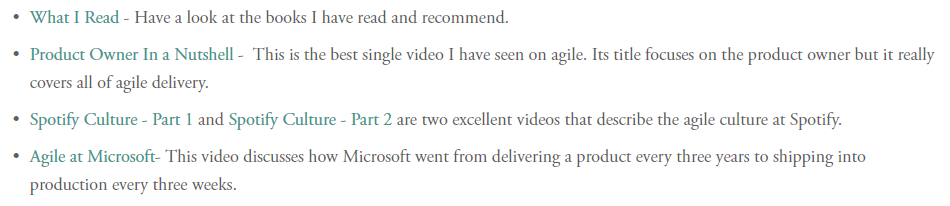 • What I Read - Have a look at the books I have read and recommend.
• Product Owner In a Nutshell -  This is the best single video I have seen on agile. Its title focuses on the product owner but it really
covers all of agile delivery.
• Spotify Culture - Part 1 and Spotify Culture - Part 2 are two excellent videos that describe the agile culture at Spotify.
• Agile at Microsoft- This video discusses how Microsoft went from delivering a product every three years to shipping into
production every three weeks.